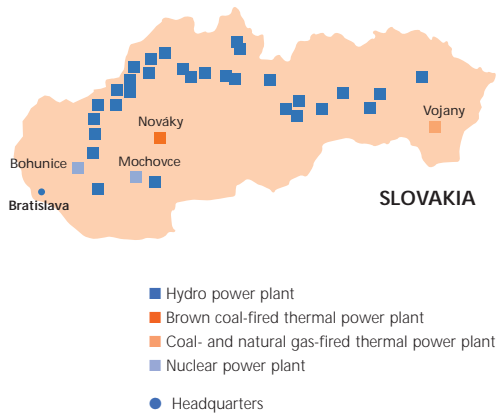 Vojany
Nováky
Bohunice
Mochovce
Bratislava
SLOVAKIA
Hydro power plant
Brown coal-fired thermal power plant
Coal- and natural gas-fired thermal power plant
Nuclear power plant
Headquarters